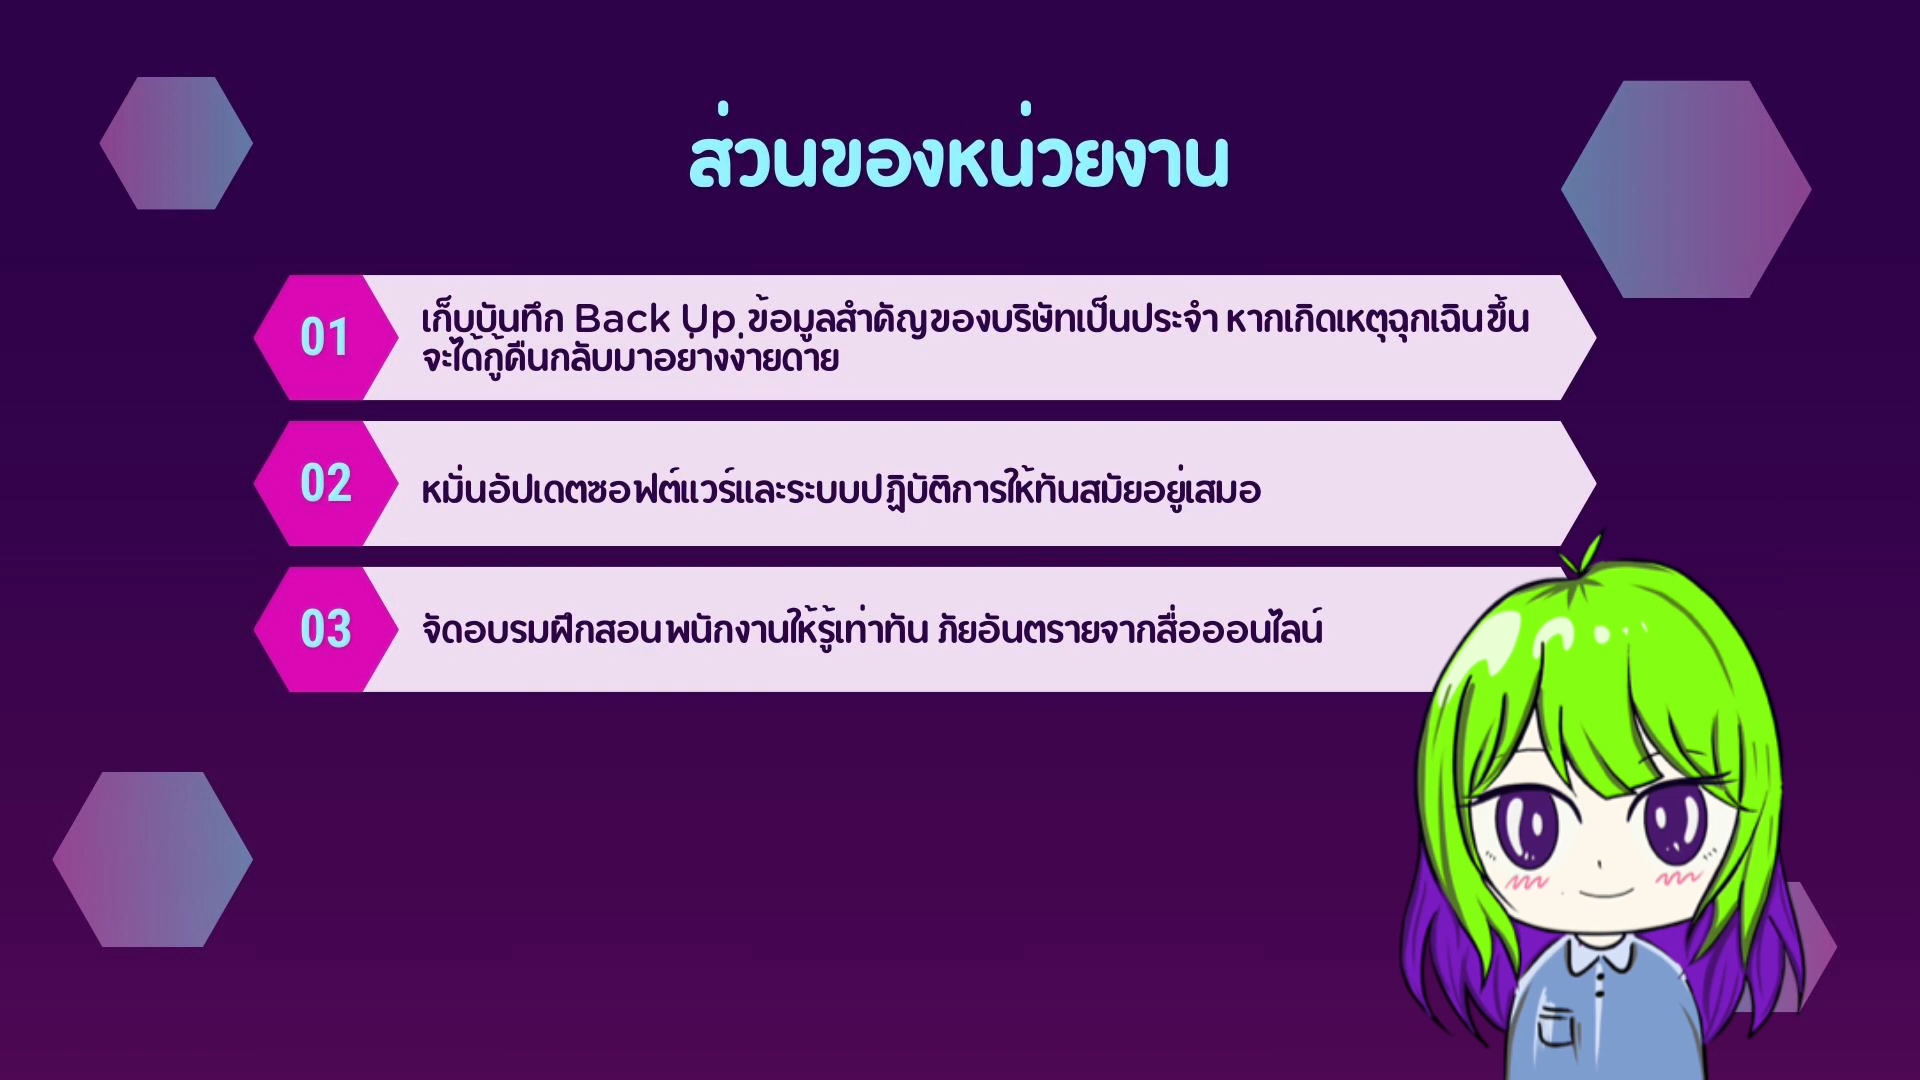 ส่วนของหน่วยงาน
01
เก็บบันทึก Back Up ข้อมูลสำคัญของบริษัทเป็นประจำ หากเกิดเหตุฉุกเฉินขึ้น
จะได้กู้คืนกลับมาอย่างง่ายดาย
02
หมั่นอัปเดตซอฟต์แวร์และระบบปฏิบัติการให้ทันสมัยอยู่เสมอ
03
จัดอบรมฝึกสอนพนักงานให้รู้เท่าทัน ภัยอันตรายจากสื่อออนไลน์